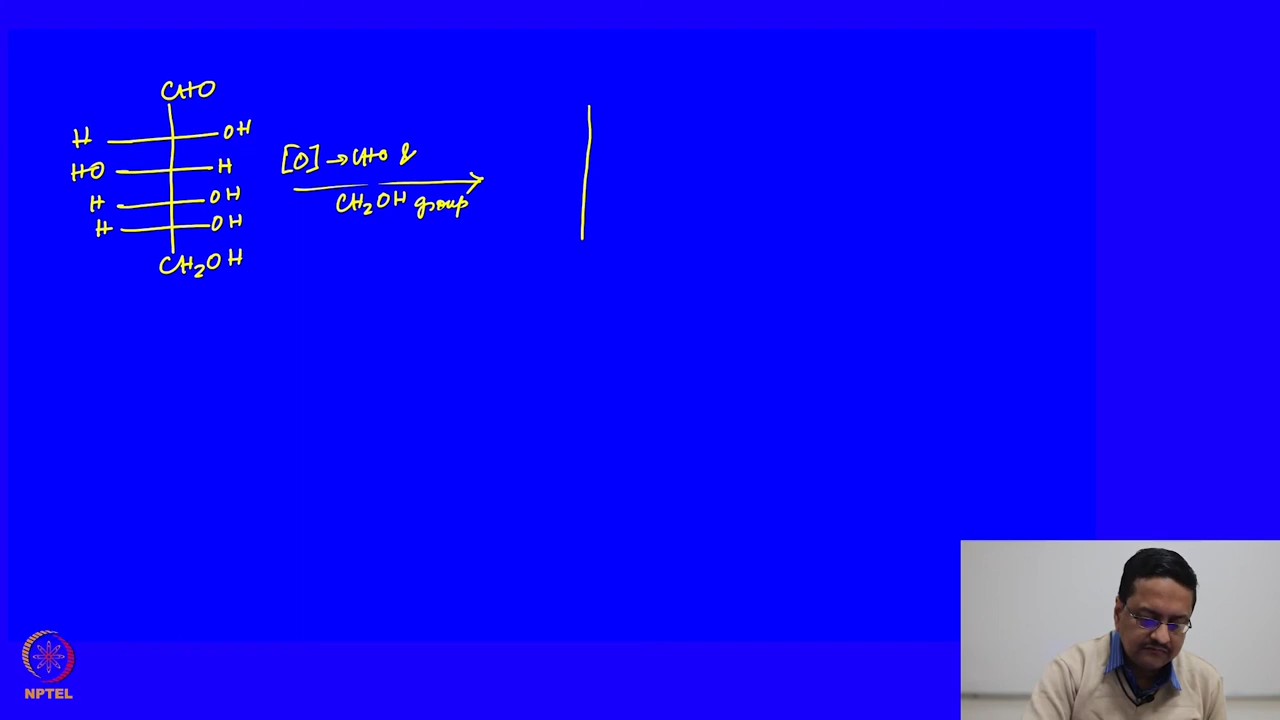 CHO
H OH
HO H
H OH
H OH
CH2OH
[O] → CHO &
CH2OH group
NPTEL